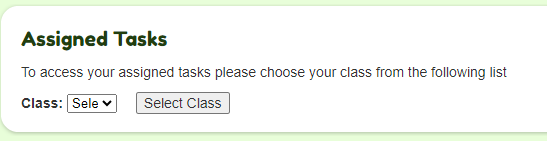 Assigned Tasks
To access your assigned tasks please choose your class from the following list
Class: Sele Select Class